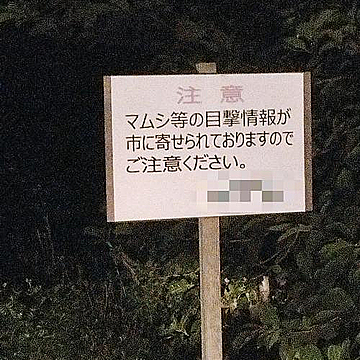 注意
マムシ等の目撃情報が
市に寄せられておりますので
ご注意ください。